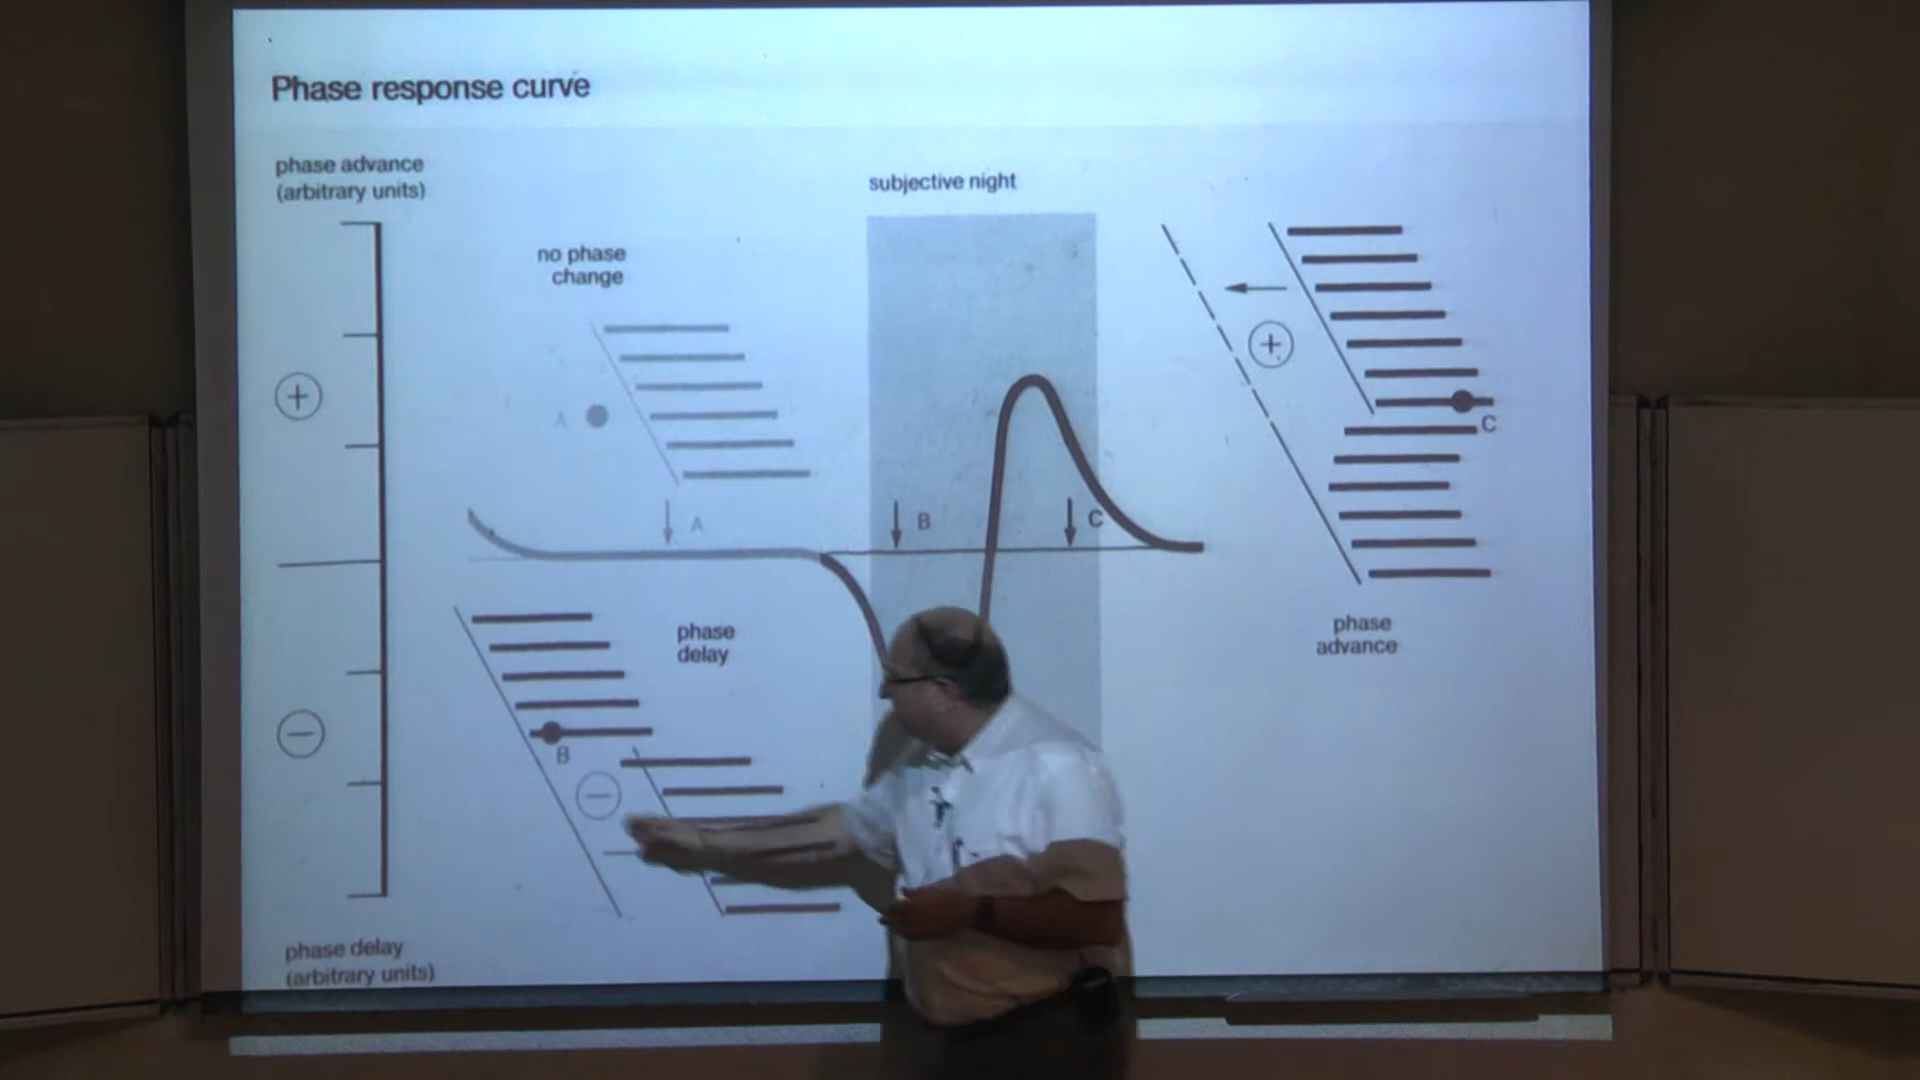 Phase response curve
phase advance
(arbitrary units)
subjective night
no phase
change
A
A
B
C
C
phase
delay
B
phase
advance
phase delay
(arbitrary units)